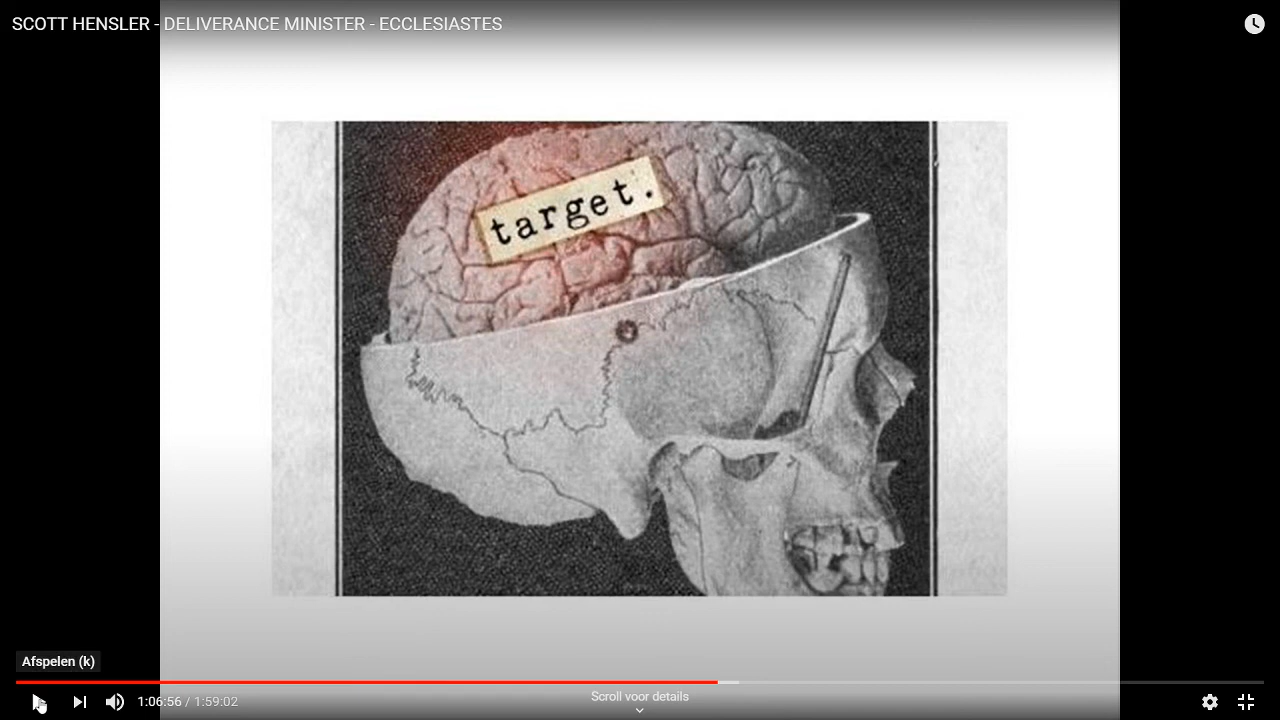 SCOTT HENSLER - DELIVERANCE MINISTER - ECCLESIASTES
target.
Afspelen (k)
1:06:56 / 1:59:02
Scroll voor details